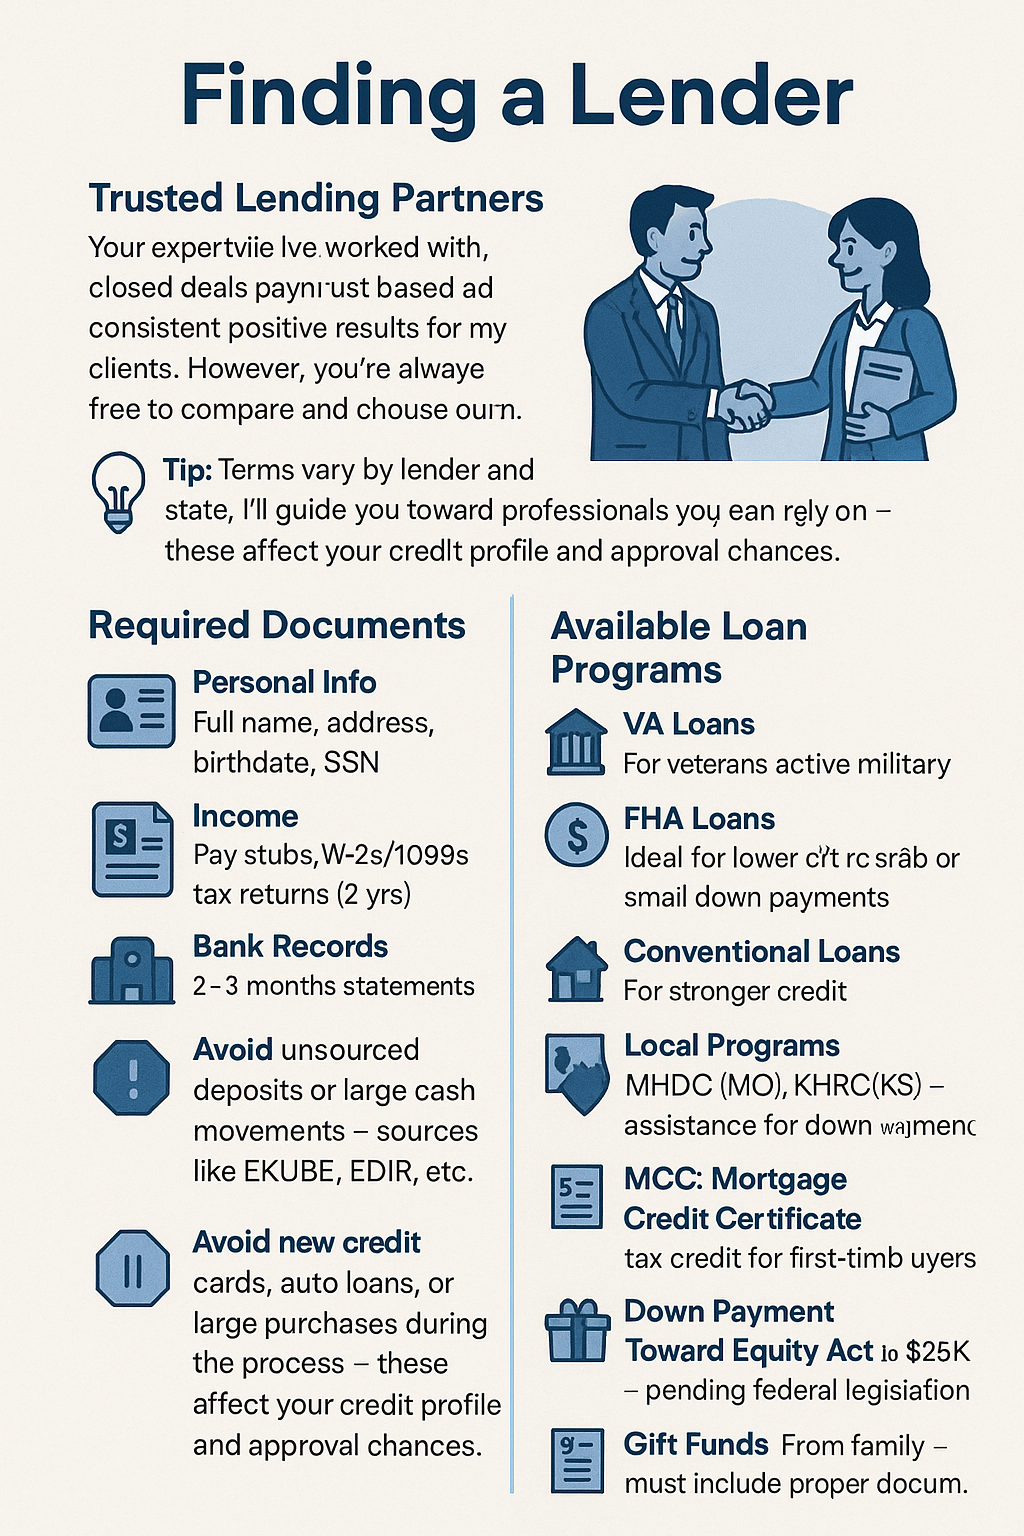 Finding a Lender
Trusted Lending Partners
Your expertviie lve worked with,
closed deals based ad
consistent positive results for my
clients. However, you're alwaye
free to compare and chouse
Tip: Terms vary by lender and
state, I'll guide you toward professionals you ean rely on –
these affect your credlt profile and approval chances.
Required Documents
Personal Info
Full name, address,
birthdate, SSN
Income
$
Pay stubs, W-2s/1099s
tax returns (2 yrs)
Bank Records
2-3 months statements
!
Avoid unsourced
deposits or large cash
movements – sources
like EKUBE, EDIR, etc.
Avoid new credit
cards, auto loans, or
large purchases during
the process – these
affect your credit profile
and approval chances.
Available Loan
Programs
VA Loans
For veterans active military
$
FHA Loans
Ideal for lower or
smail down payments
Conventional Loans
For stronger credit
Local Programs
MHDC (MO), KHRC(KS) –
assistance for down
5
MCC: Mortgage
Credit Certificate
tax credit for first-timb uyers
Down Payment
Toward Equity Act lo $25K
– pending federal legisiation
9
Gift Funds From family –
must include proper docum.